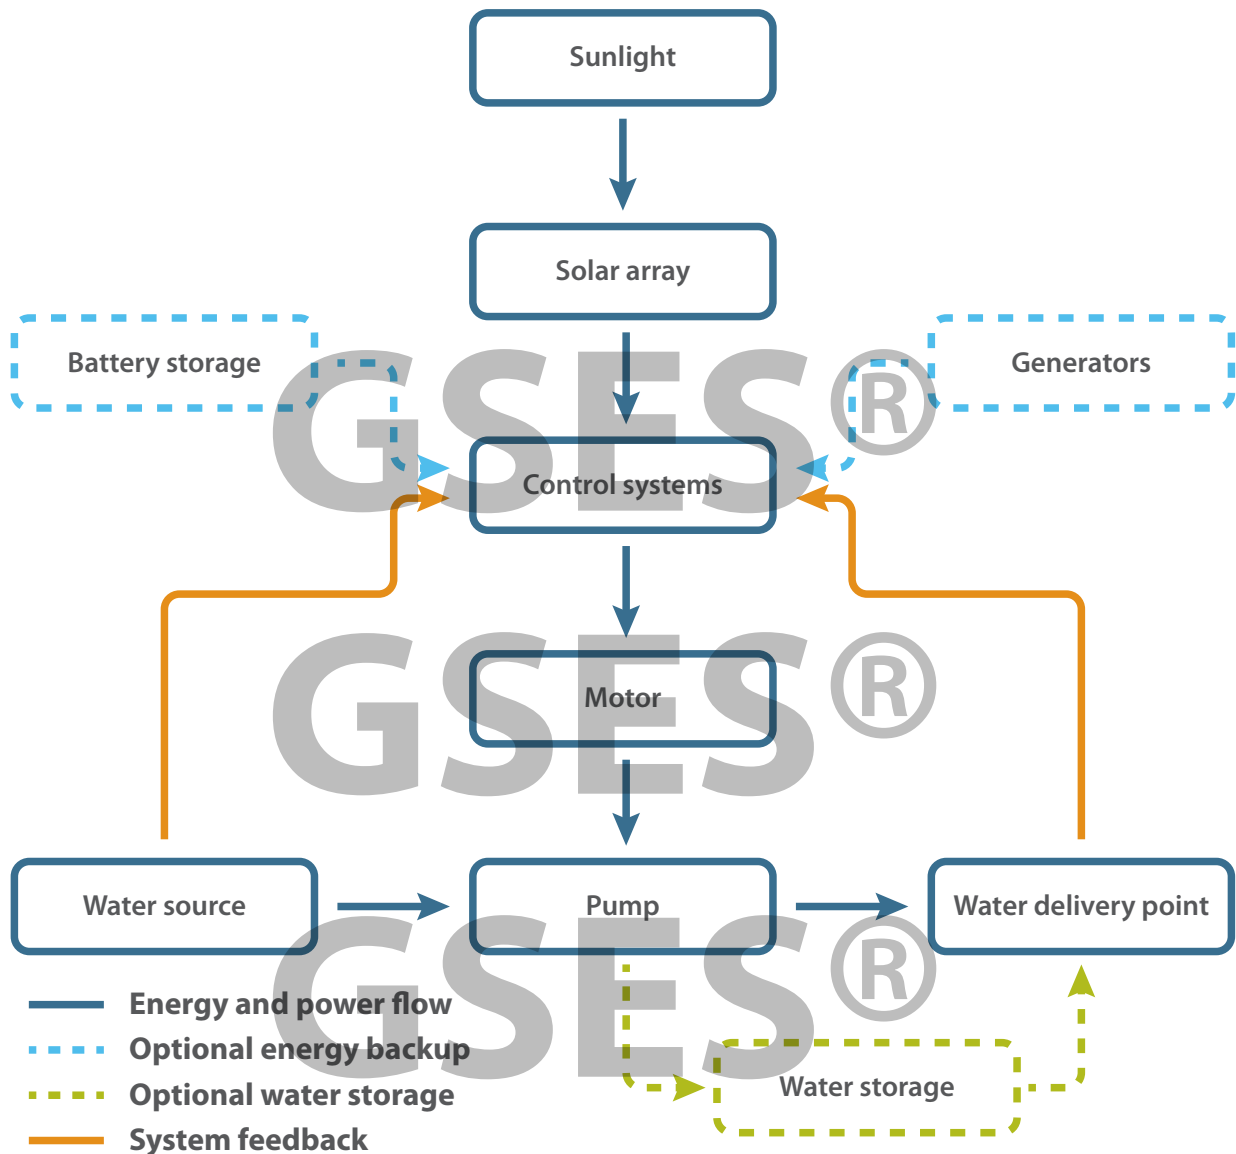 Sunlight
Solar array
Battery storage
Generators
GSES®
Control systems
GSES®
Motor
Water source
Pump
Water delivery point
GSES®
Energy and power flow
Optional energy backup
Water storage
Optional water storage
System feedback